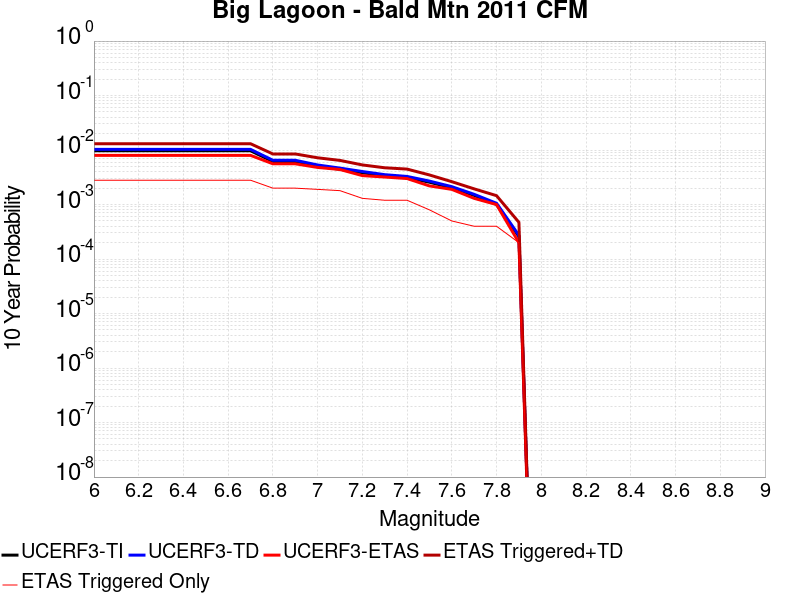 Big Lagoon - Bald Mtn 2011 CFM
10 Year Probability
10^0
10^-1
10^-2
10^-3
10^-4
10^-5
10^-6
10^-7
10^-8
6 6.2 6.4 6.6 6.8 7 7.2 7.4 7.6 7.8 8 8.2 8.4 8.6 8.8 9
Magnitude
UCERF3-TI UCERF3-TD UCERF3-ETAS ETAS Triggered+TD
ETAS Triggered Only